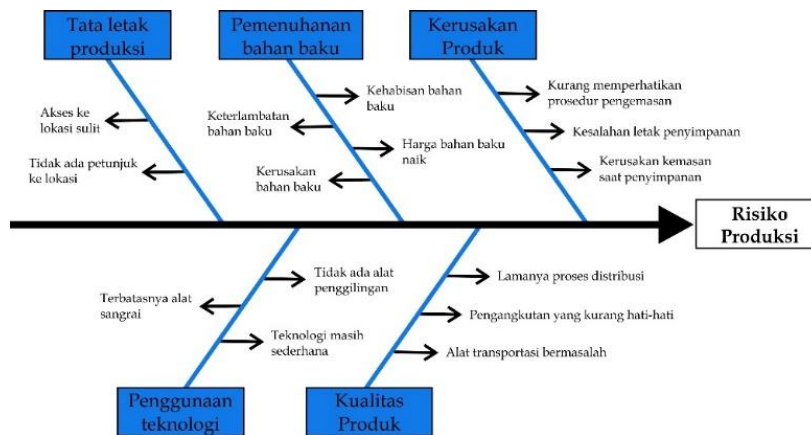 Tata letak
produksi
Pemenuhanan
bahan baku
Kerusakan
Produk
Akses ke
lokasi sulit
Tidak ada petunjuk
ke lokasi
Kehabisan bahan
baku
Keterlambatan
bahan baku
Harga bahan baku
naik
Kerusakan
bahan baku
Kurang memperhatikan
prosedur pengemasan
Kesalahan letak penyimpanan
Kerusakan kemasan
saat penyimpanan
Risiko
Produksi
Tidak ada alat
penggilingan
Terbatasnya alat
sangrai
Teknologi masih
sederhana
Lamanya proses distribusi
Pengangkutan yang kurang hati-hati
Alat transportasi bermasalah
Penggunaan
teknologi
Kualitas
Produk